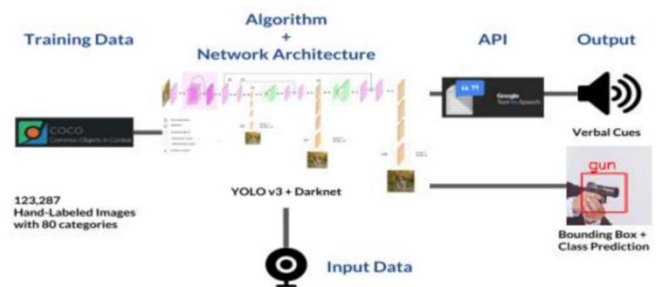 Training Data
Algorithm
+
Network Architecture
API
Output
COCO
Common Objects in Context
Google
Text-to-Speech
Verbal Cues
gun
123,287
Hand-Labeled Images
with 80 categories
YOLO v3 + Darknet
Bounding Box +
Class Prediction
Input Data